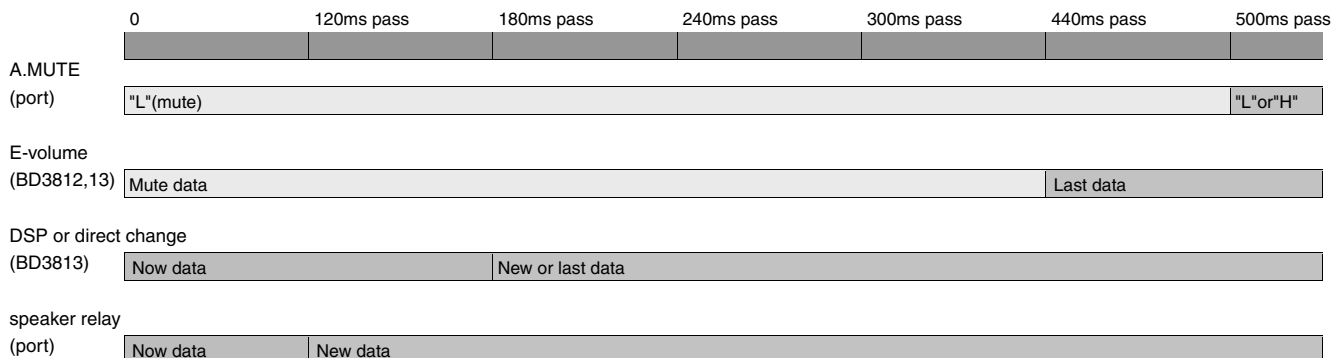 0 120ms pass 180ms pass 240ms pass 300ms pass 440ms pass 500ms pass
A.MUTE
(port) "L"(mute) "L"or"H"
E-volume
(BD3812,13) Mute data Last data
DSP or direct change
(BD3813) Now data New or last data
speaker relay
(port) Now data New data